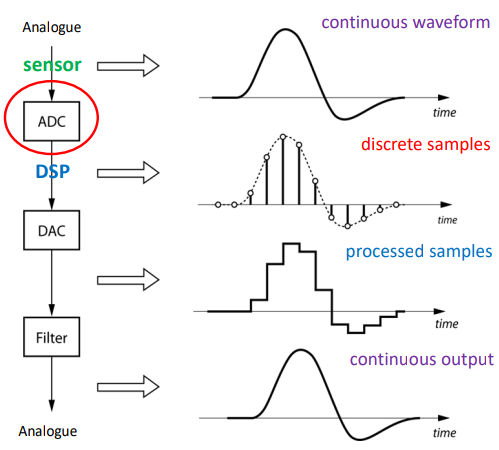 Analogue
continuous waveform
sensor
time
ADC
discrete samples
DSP
time
DAC
processed samples
time
Filter
continuous output
time
Analogue